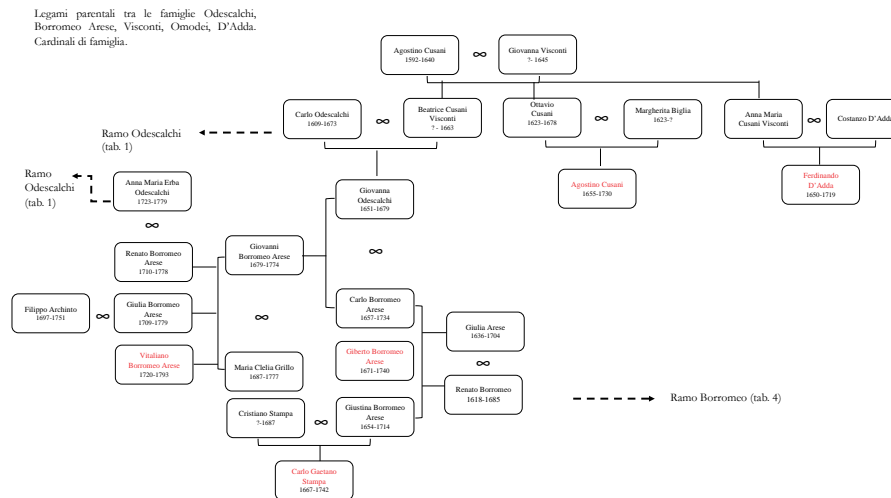 Legami parentali tra le famiglie Odescalchi,
Borromeo Arese, Visconti, Omodei, D'Adda.
Cardinali di famiglia.
Agostino Cusani
1592-1640
∞
Giovanna Visconti
?- 1645
Carlo Odescalchi
1609-1673
∞
Beatrice Cusani
Visconti
? - 1663
Ottavio
Cusani
1623-1678
∞
Margherita Biglia
1623-?
Anna Maria
Cusani Visconti
∞
Costanzo D'Adda
Ramo Odescalchi
(tab. 1)
Ramo
Odescalchi
(tab. 1)
Anna Maria Erba
Odescalchi
1723-1779
Giovanna
Odescalchi
1651-1679
Agostino Cusani
1655-1730
Ferdinando
D'Adda
1650-1719
∞
Renato Borromeo
Arese
1710-1778
Giovanni
Borromeo Arese
1679-1774
∞
Filippo Archinto
1697-1751
∞
Giulia Borromeo
Arese
1709-1779
∞
Carlo Borromeo
Arese
1657-1734
Giulia Arese
1636-1704
Vitaliano
Borromeo Arese
1720-1793
Maria Clelia Grillo
1687-1777
Giberto Borromeo
Arese
1671-1740
∞
Renato Borromeo
1618-1685
Ramo Borromeo (tab. 4)
Cristiano Stampa
?-1687
∞
Giustina Borromeo
Arese
1654-1714
Carlo Gaetano
Stampa
1667-1742